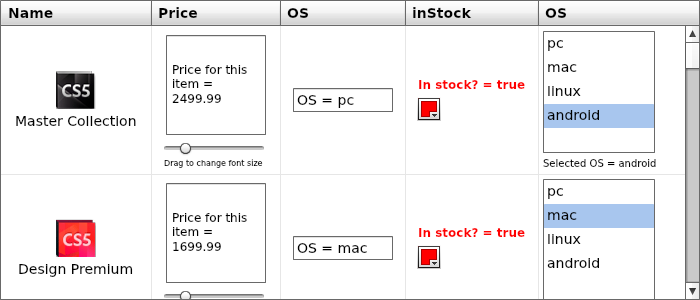 Name Price OS inStock OS
CS5
Master Collection
Price for this
item =
2499.99
Drag to change font size
OS = pc
In stock? = true
pc
mac
linux
android
Selected OS = android
CS5
Design Premium
Price for this
item =
1699.99
OS = mac
In stock? = true
pc
mac
linux
android